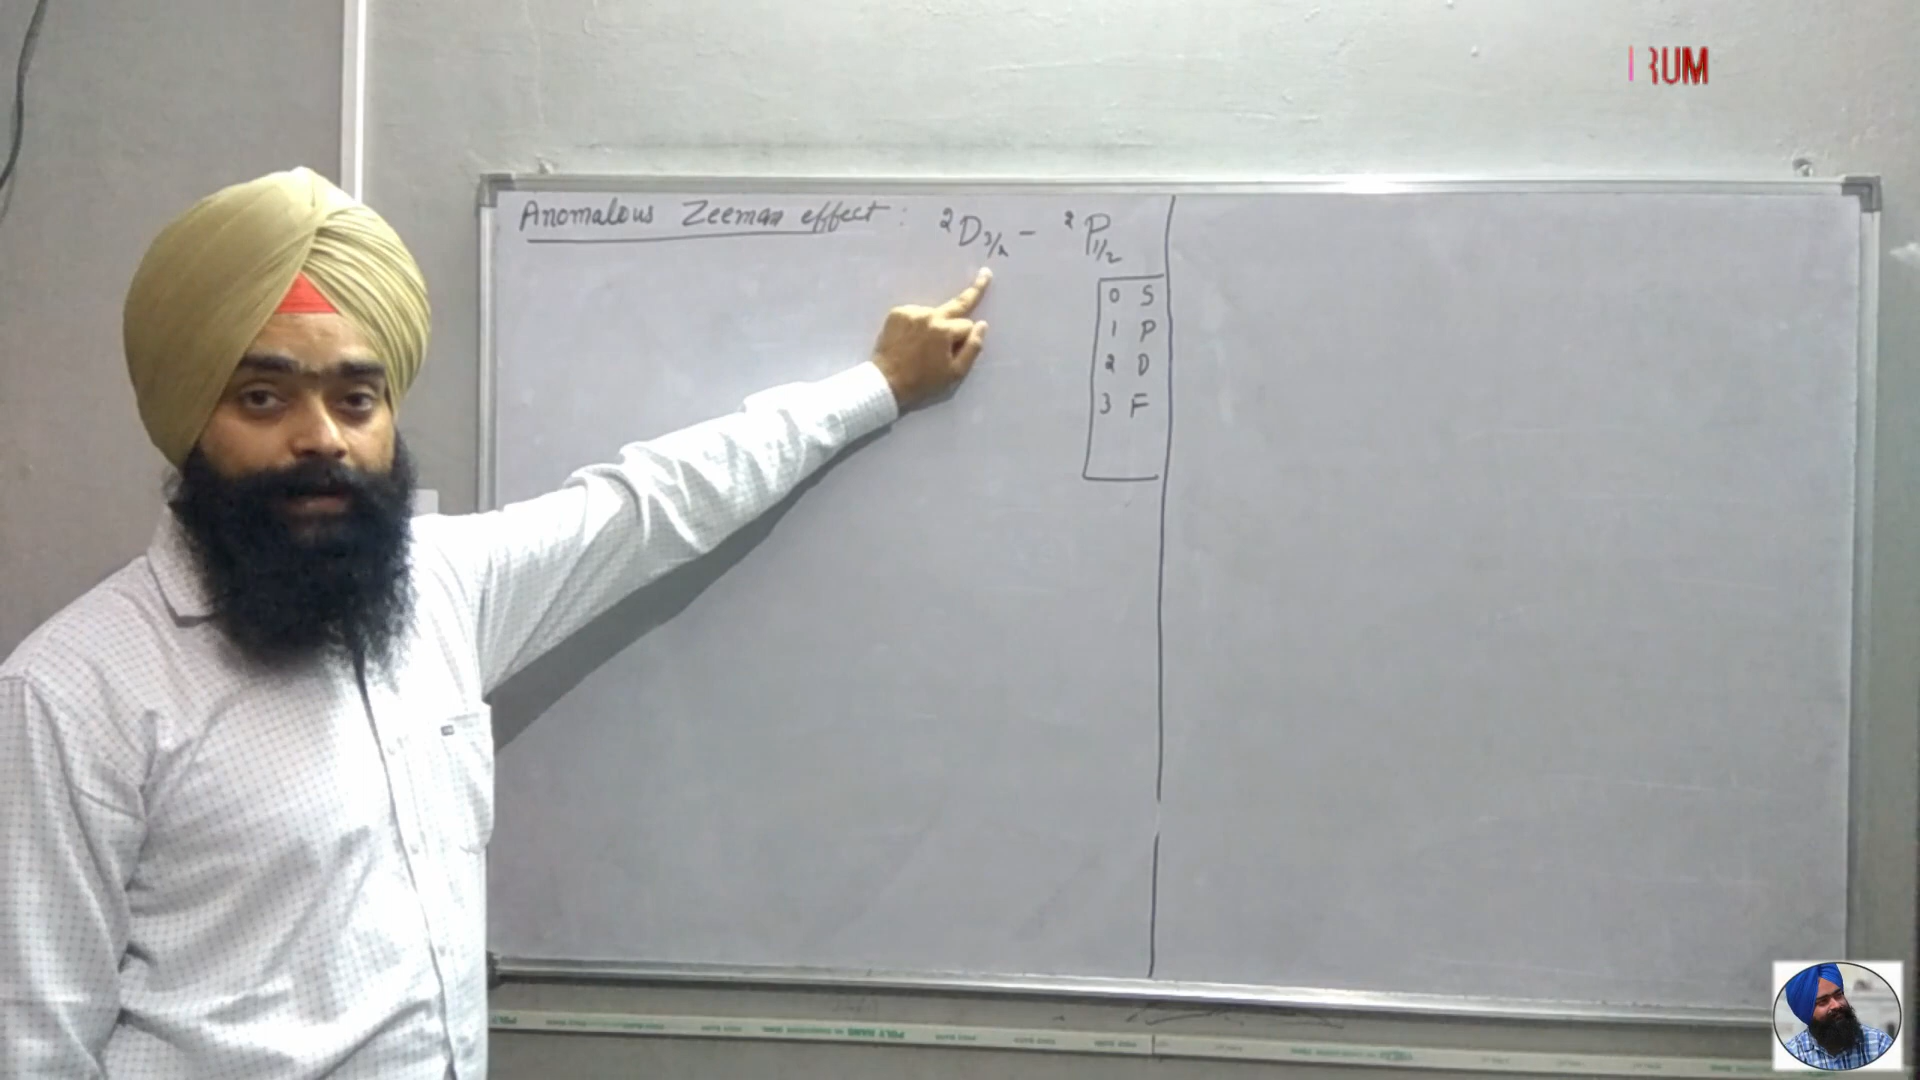 Anomalous Zeeman effect : ²D3/2 - ²P1/2
0 S
1 P
2 D
3 F
RUM